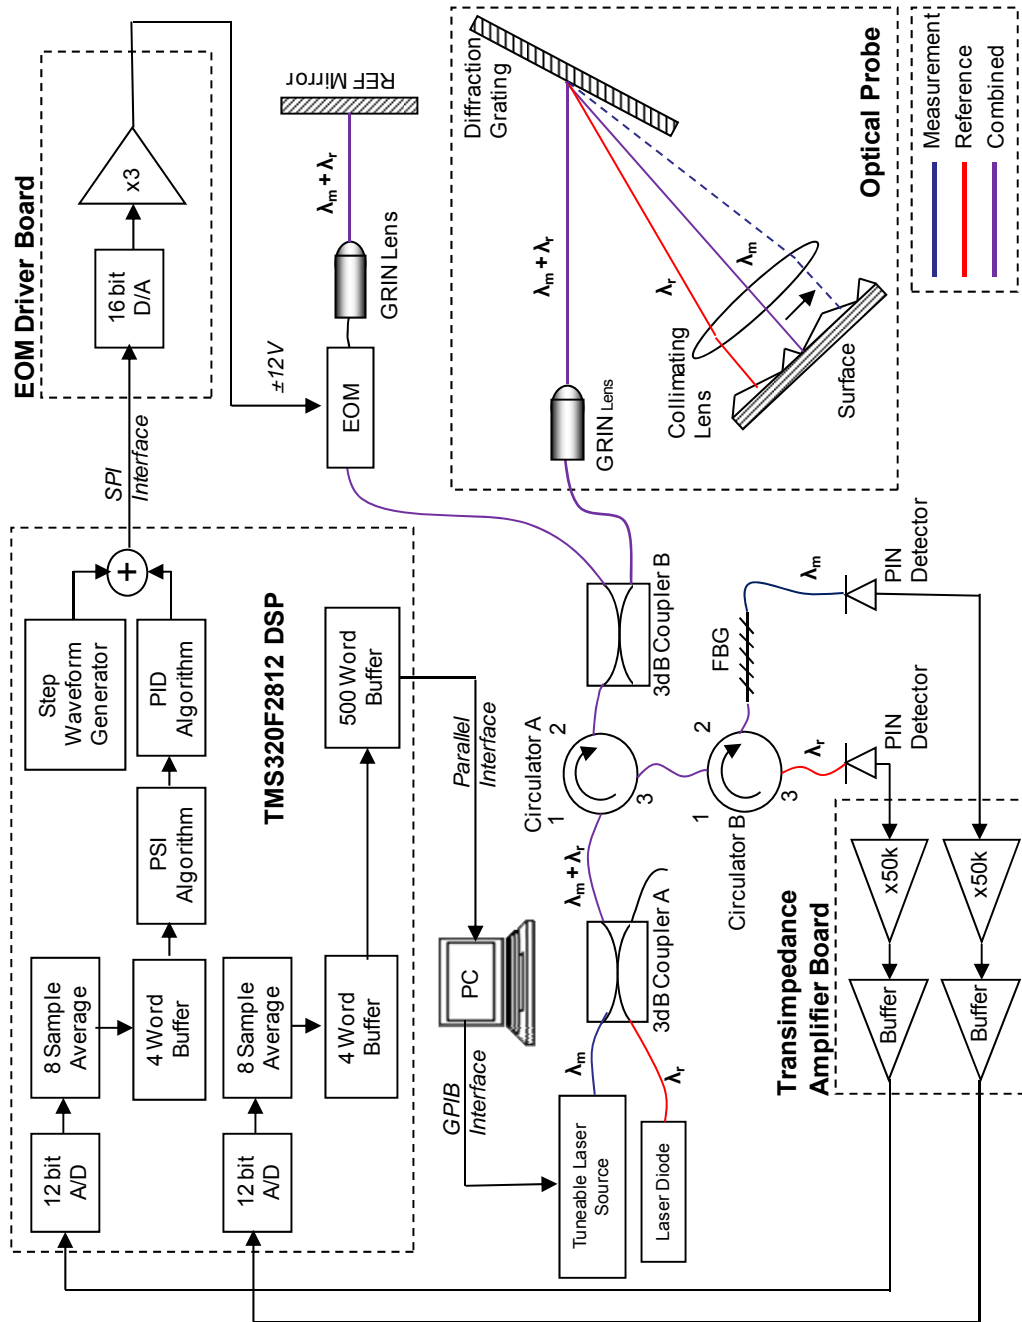 TMS320F2812 DSP
12 bit
A/D
8 Sample
Average
4 Word
Buffer
PSI
Algorithm
PID
Algorithm
Step
Waveform
Generator
+
12 bit
A/D
8 Sample
Average
4 Word
Buffer
500 Word
Buffer
SPI
Interface
EOM Driver Board
16 bit
D/A
x3
±12V
EOM
GRIN Lens
λm + λr
REF Mirror
Parallel
Interface
PC
GPIB
Interface
Tuneable Laser
Source
Laser Diode
λm
λr
3dB Coupler A
λm + λr
Circulator A
1
2
3
3dB Coupler B
GRIN Lens
λm + λr
Diffraction
Grating
λr
λm
Collimating
Lens
Surface
Optical Probe
Circulator B
1
2
3
FBG
λm
PIN
Detector
λr
PIN
Detector
Transimpedance
Amplifier Board
x50k
Buffer
x50k
Buffer
Measurement
Reference
Combined